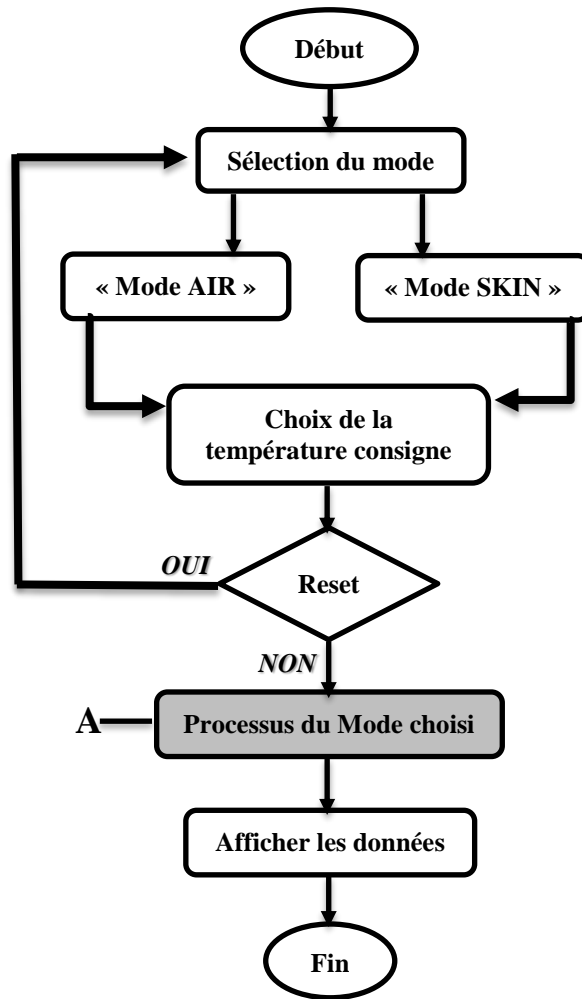 Début
Sélection du mode
« Mode AIR »
« Mode SKIN »
Choix de la
température consigne
OUI
Reset
NON
A
Processus du Mode choisi
Afficher les données
Fin